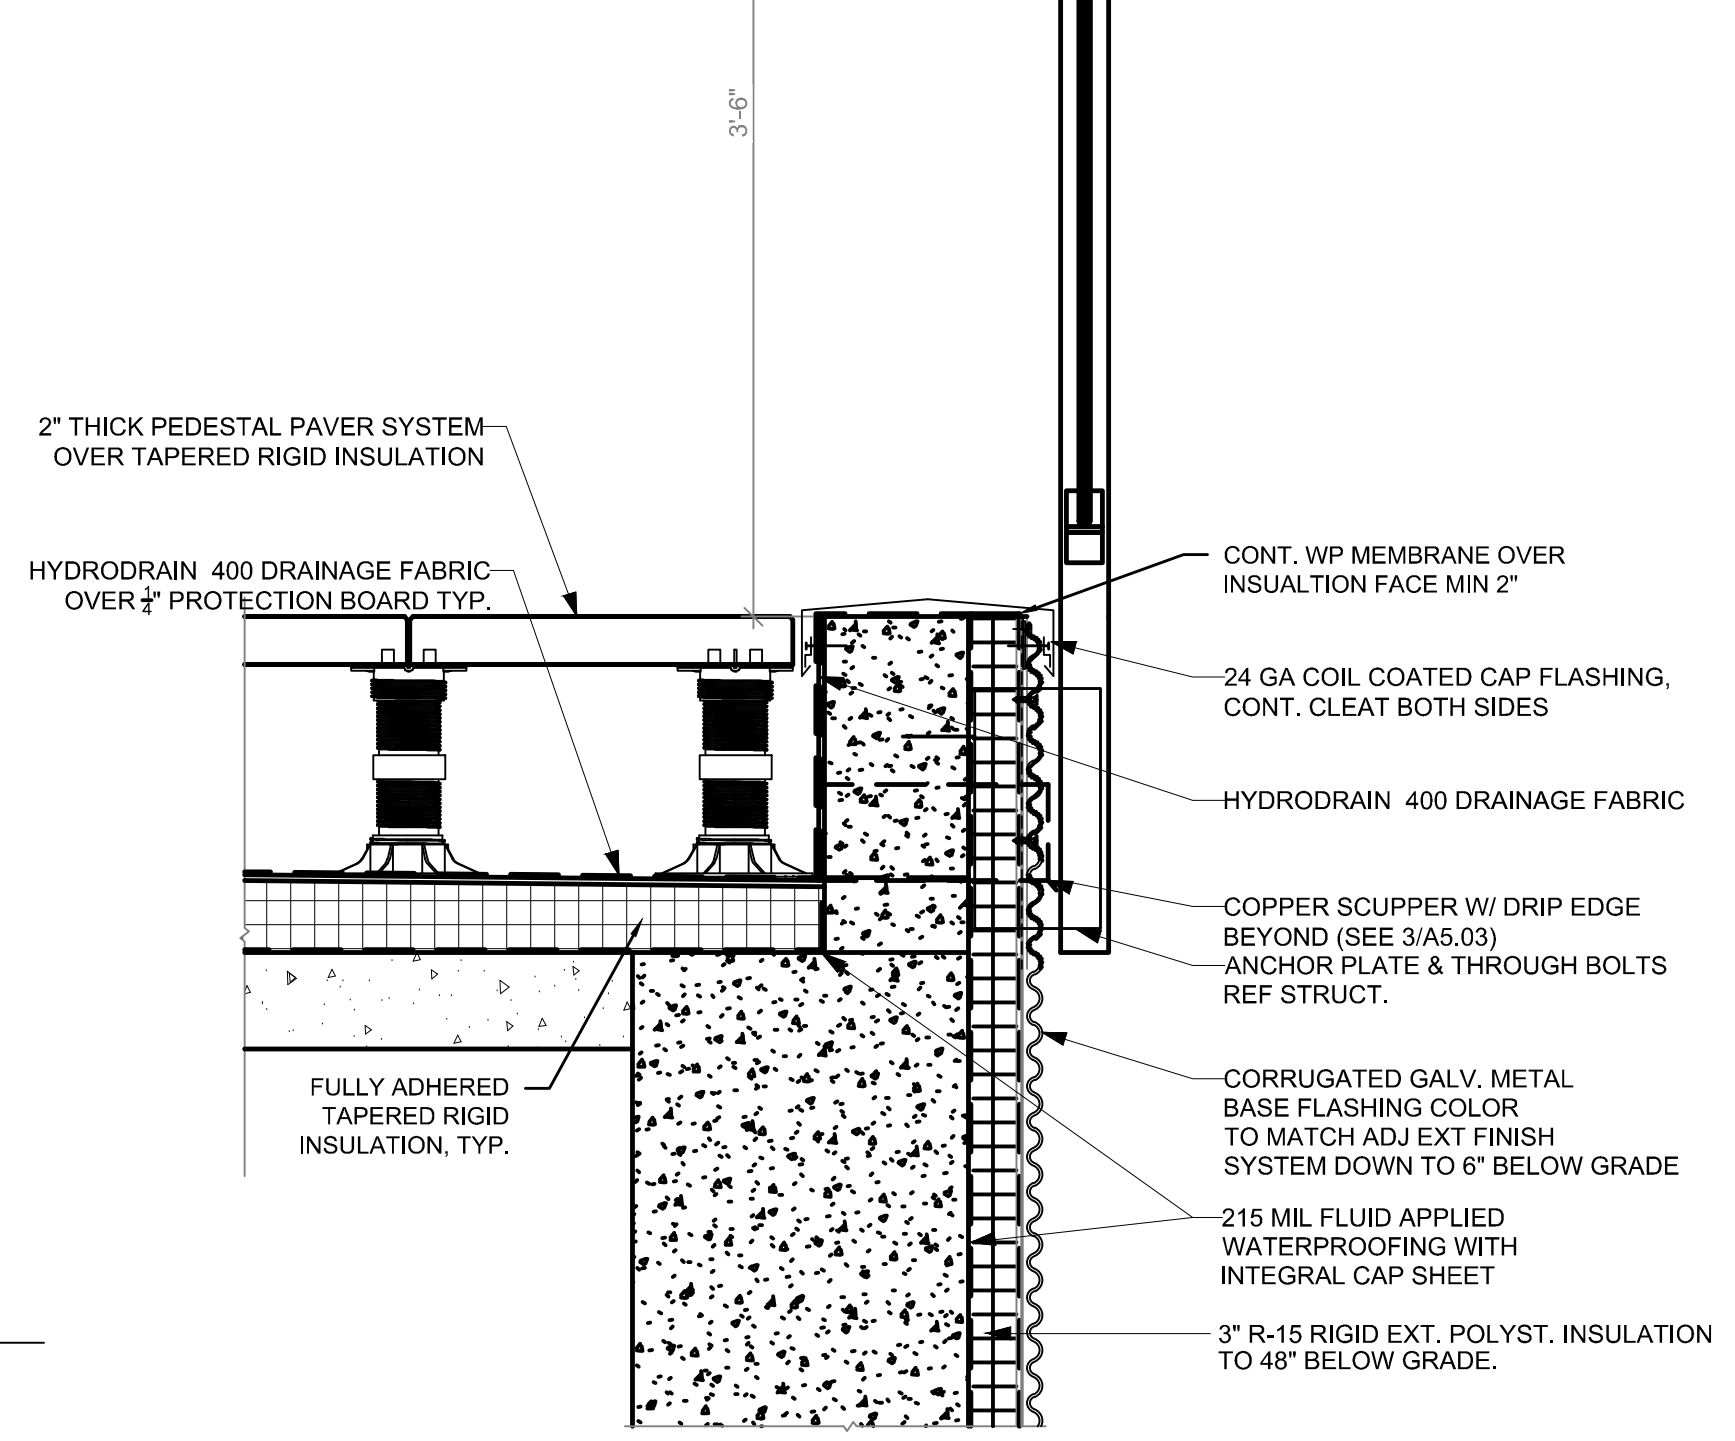 3'-6"
2" THICK PEDESTAL PAVER SYSTEM
OVER TAPERED RIGID INSULATION
HYDRODRAIN 400 DRAINAGE FABRIC
OVER 1/4" PROTECTION BOARD TYP.
FULLY ADHERED
TAPERED RIGID
INSULATION, TYP.
CONT. WP MEMBRANE OVER
INSUALTION FACE MIN 2"
24 GA COIL COATED CAP FLASHING,
CONT. CLEAT BOTH SIDES
HYDRODRAIN 400 DRAINAGE FABRIC
COPPER SCUPPER W/ DRIP EDGE
BEYOND (SEE 3/A5.03)
ANCHOR PLATE & THROUGH BOLTS
REF STRUCT.
CORRUGATED GALV. METAL
BASE FLASHING COLOR
TO MATCH ADJ EXT FINISH
SYSTEM DOWN TO 6" BELOW GRADE
215 MIL FLUID APPLIED
WATERPROOFING WITH
INTEGRAL CAP SHEET
3" R-15 RIGID EXT. POLYST. INSULATION
TO 48" BELOW GRADE.